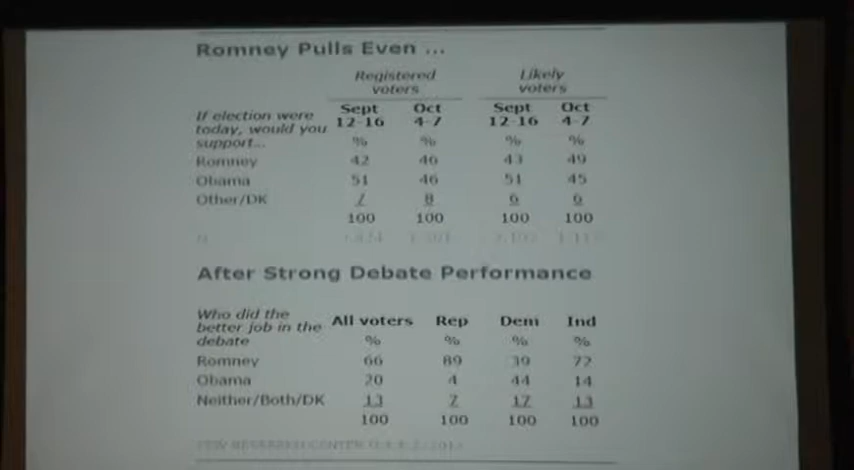 Romney Pulls Even ...
Registered voters Likely voters
If election were today, would you support... Sept 12-16 Oct 4-7 Sept 12-16 Oct 4-7
% % % %
Romney 42 46 43 49
Obama 51 46 51 45
Other/DK 7 8 6 6
100 100 100 100
After Strong Debate Performance
Who did the better job in the debate All voters Rep Dem Ind
% % % %
Romney 66 89 39 72
Obama 20 4 44 14
Neither/Both/DK 13 7 17 13
100 100 100 100